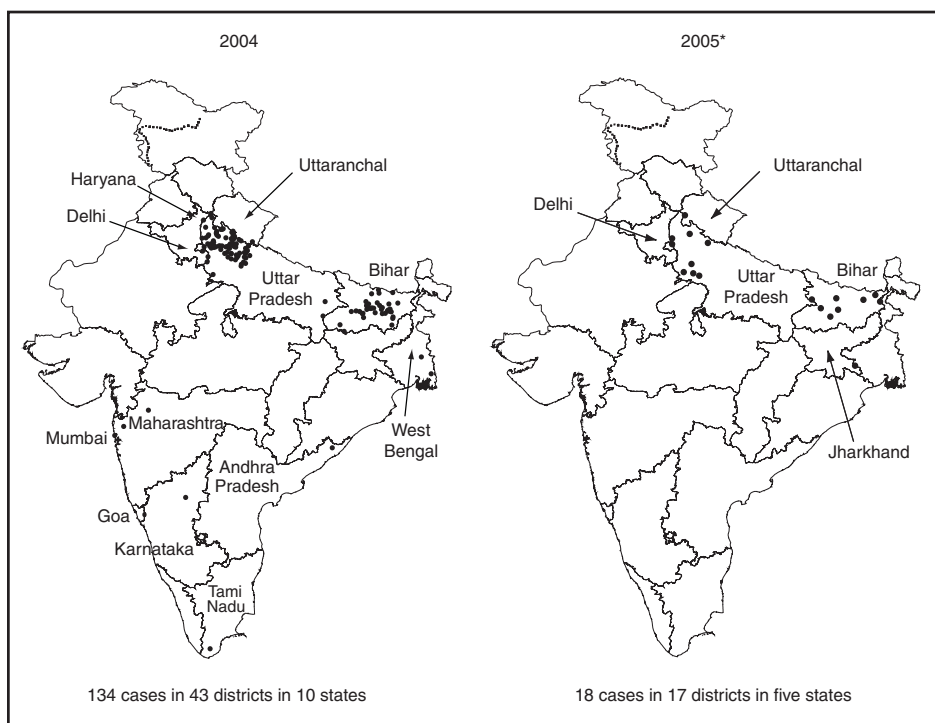 2004
Haryana
Uttaranchal
Delhi
Uttar
Pradesh
Bihar
Maharashtra
Mumbai
West
Bengal
Andhra
Pradesh
Goa
Karnataka
Tami
Nadu
134 cases in 43 districts in 10 states
2005*
Uttaranchal
Delhi
Uttar
Pradesh
Bihar
Jharkhand
18 cases in 17 districts in five states